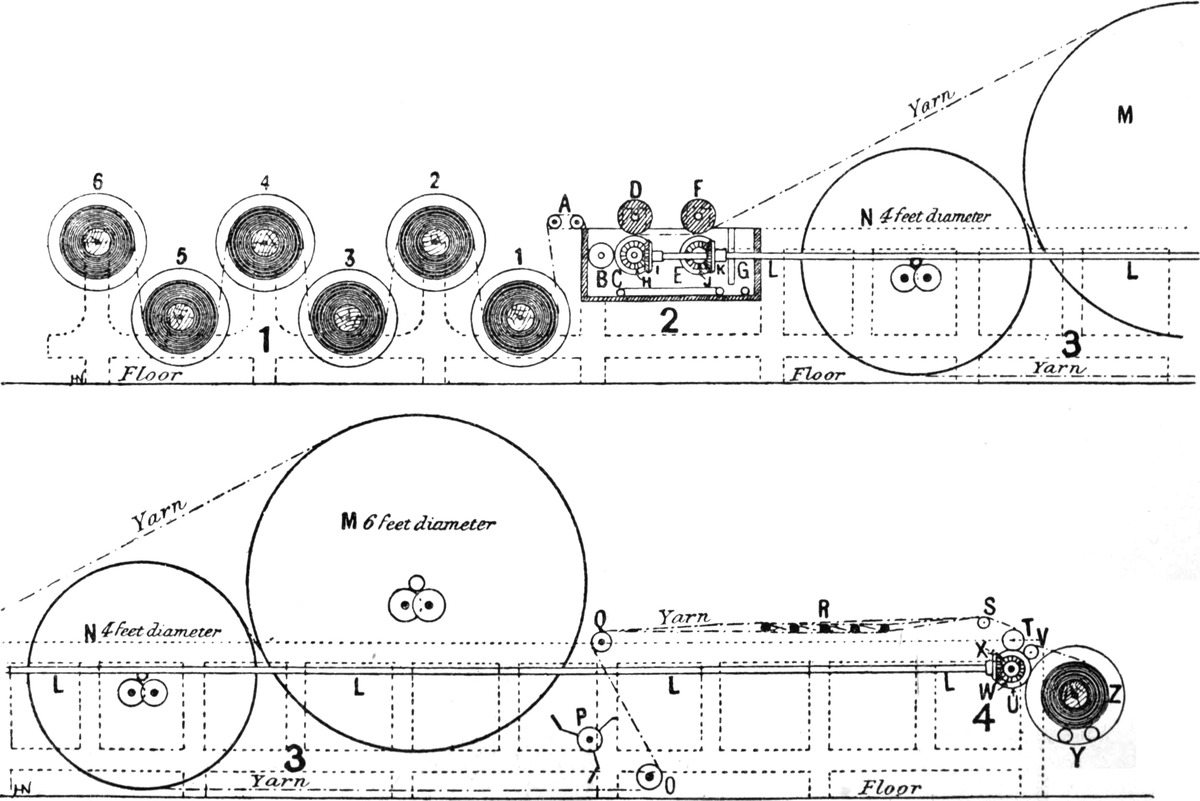 6 4 2 A D F Yarn M
5 3 1 N 4 feet diameter
B C H I E J K G L L
1 2 3
HN Floor Floor Yarn
Yarn M 6 feet diameter
N 4 feet diameter Q Yarn R S T V
X
L L L L W U Z
P 4
3 Y
HN Yarn O Floor